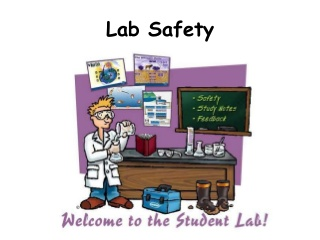 Lab Safety
• Safety
• Study Notes
• Feedback
Welcome to the Student Lab!